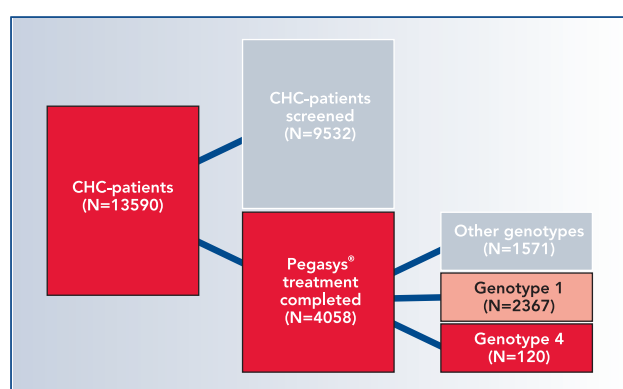 CHC-patients
screened
(N=9532)
CHC-patients
(N=13590)
Pegasys®
treatment
completed
(N=4058)
Other genotypes
(N=1571)
Genotype 1
(N=2367)
Genotype 4
(N=120)